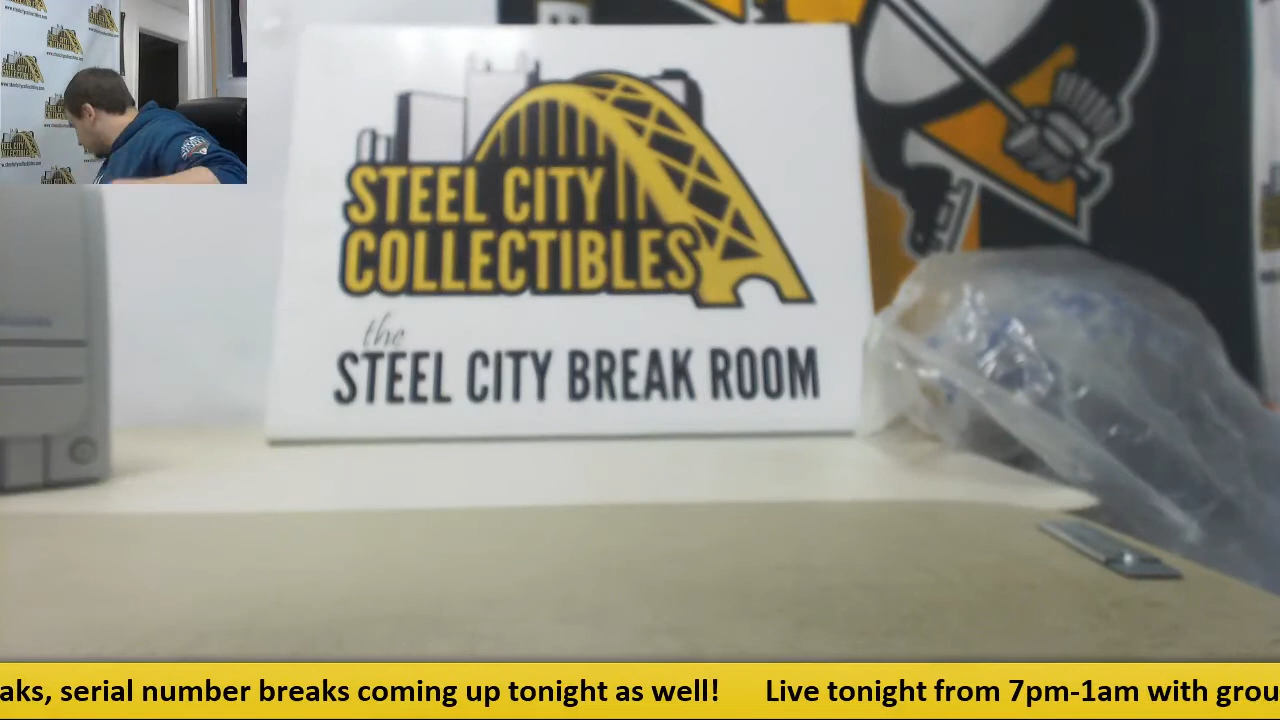 STEEL CITY
COLLECTIBLES
the
STEEL CITY BREAK ROOM
aks, serial number breaks coming up tonight as well! Live tonight from 7pm-1am with grou